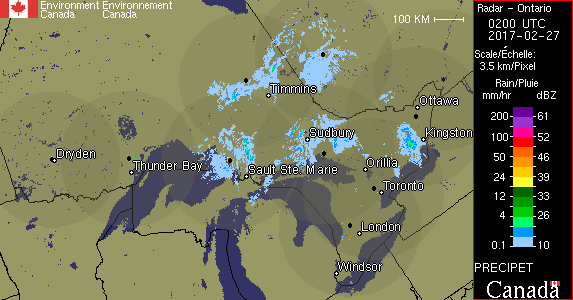 Environment Environnement
Canada Canada
100 KM
Timmins
Ottawa
Sudbury
Kingston
Dryden
Thunder Bay
Sault Ste. Marie
Orillia
Toronto
London
Windsor
Radar - Ontario
0200 UTC
2017-02-27
Scale/Échelle:
3.5 km/Pixel
Rain/Pluie
mm/hr dBZ
200 61
100 52
50 46
24 39
12 33
4 26
0.1 10
PRECIPET
Canada